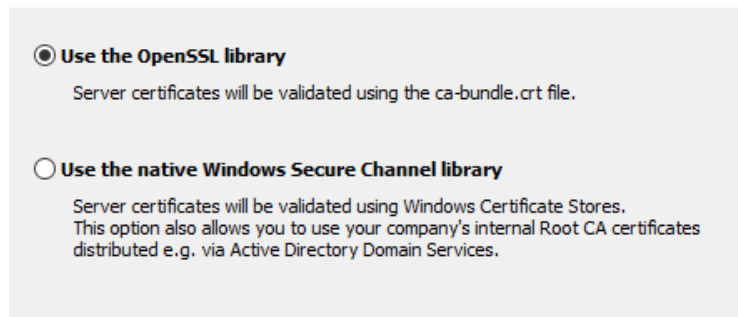 Use the OpenSSL library
Server certificates will be validated using the ca-bundle.crt file.
Use the native Windows Secure Channel library
Server certificates will be validated using Windows Certificate Stores.
This option also allows you to use your company's internal Root CA certificates
distributed e.g. via Active Directory Domain Services.